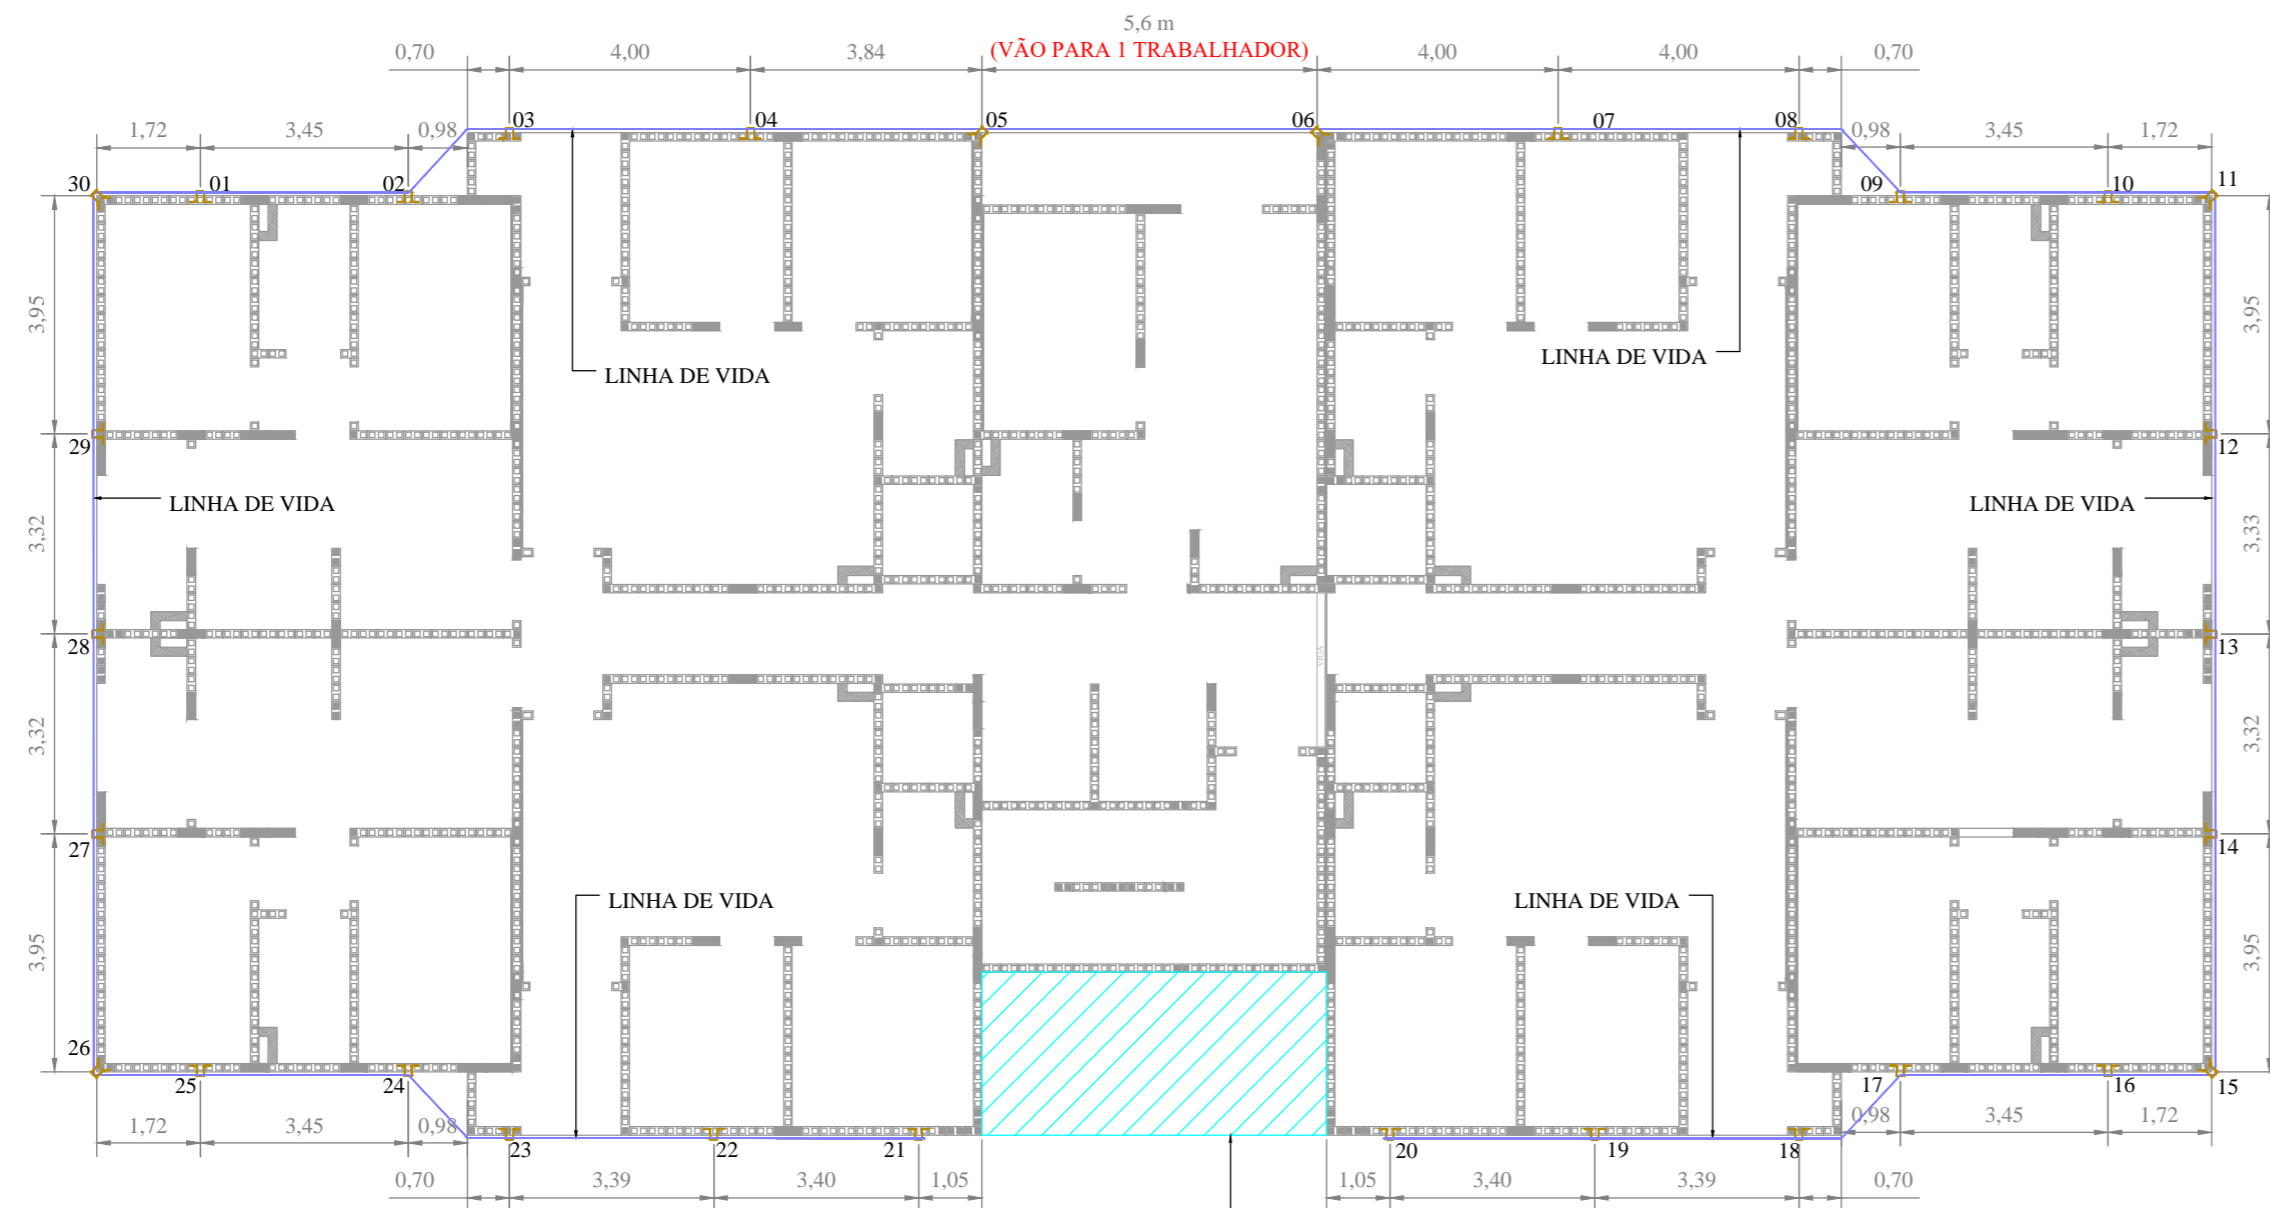 5,6 m
(VÃO PARA 1 TRABALHADOR)
0,70 4,00 3,84 4,00 4,00 0,70
03 04 05 06 07 08
1,72 3,45 0,98 0,98 3,45 1,72
30 01 02 09 10 11
3,95 3,95
LINHA DE VIDA
LINHA DE VIDA
29 12
LINHA DE VIDA
LINHA DE VIDA
3,32 3,33
28 13
VIGA
3,32 3,32
27 14
LINHA DE VIDA
LINHA DE VIDA
3,95 3,95
26 25 24 17 16 15
1,72 3,45 0,98 0,98 3,45 1,72
23 22 21 20 19 18
0,70 3,39 3,40 1,05 1,05 3,40 3,39 0,70